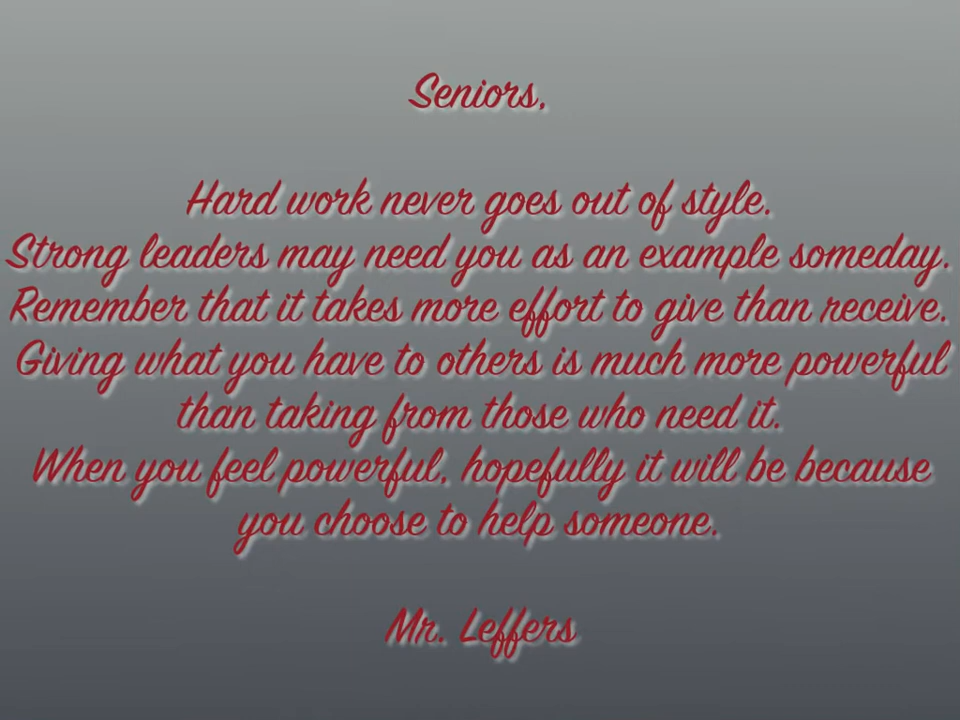 Seniors,
Hard work never goes out of style.
Strong leaders may need you as an example someday.
Remember that it takes more effort to give than receive.
Giving what you have to others is much more powerful
than taking from those who need it.
When you feel powerful, hopefully it will be because
you choose to help someone.
Mr. Leffers